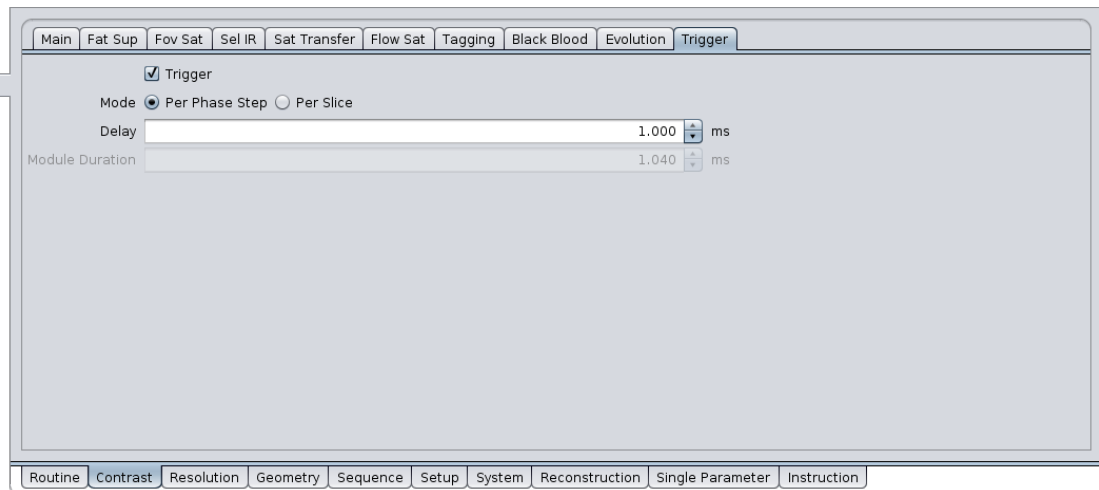 Main Fat Sup Fov Sat Sel IR Sat Transfer Flow Sat Tagging Black Blood Evolution Trigger
Trigger
Mode Per Phase Step Per Slice
Delay 1.000 ms
Module Duration 1.040 ms
Routine Contrast Resolution Geometry Sequence Setup System Reconstruction Single Parameter Instruction